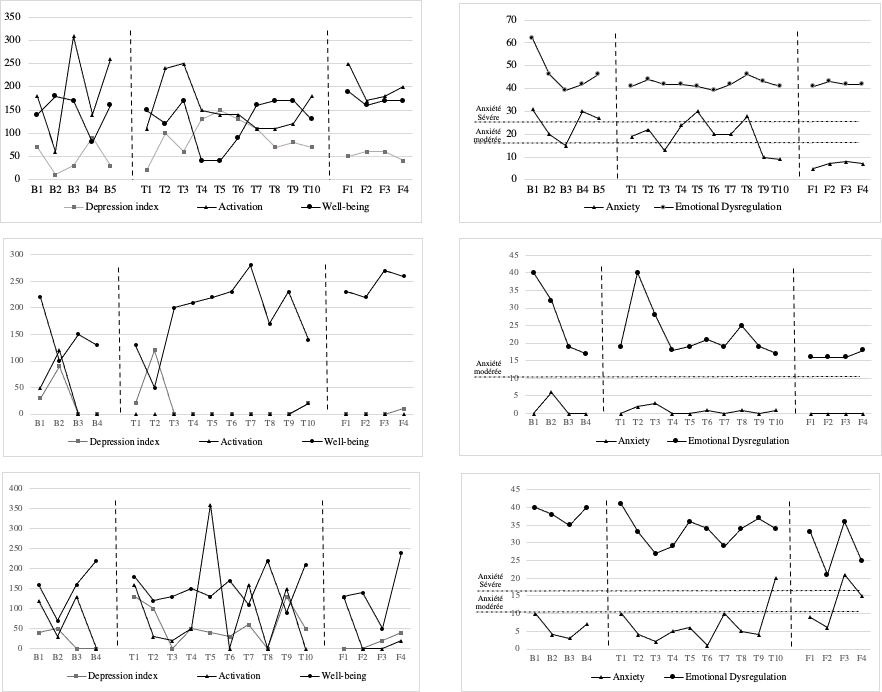 350
300
250
200
150
100
50
0
B1 B2 B3 B4 B5 T1 T2 T3 T4 T5 T6 T7 T8 T9 T10 F1 F2 F3 F4
Depression index Activation Well-being
70
60
50
40
30
20
10
0
Anxiété
Sévère
Anxiété
modérée
B1 B2 B3 B4 B5 T1 T2 T3 T4 T5 T6 T7 T8 T9 T10 F1 F2 F3 F4
Anxiety Emotional Dysregulation
300
250
200
150
100
50
0
B1 B2 B3 B4 T1 T2 T3 T4 T5 T6 T7 T8 T9 T10 F1 F2 F3 F4
Depression index Activation Well-being
45
40
35
30
25
20
15
10
5
0
Anxiété
modérée
B1 B2 B3 B4 T1 T2 T3 T4 T5 T6 T7 T8 T9 T10 F1 F2 F3 F4
Anxiety Emotional Dysregulation
400
350
300
250
200
150
100
50
0
B1 B2 B3 B4 T1 T2 T3 T4 T5 T6 T7 T8 T9 T10 F1 F2 F3 F4
Depression index Activation Well-being
45
40
35
30
25
20
15
10
5
0
Anxiété
Sévère
Anxiété
modérée
B1 B2 B3 B4 T1 T2 T3 T4 T5 T6 T7 T8 T9 T10 F1 F2 F3 F4
Anxiety Emotional Dysregulation